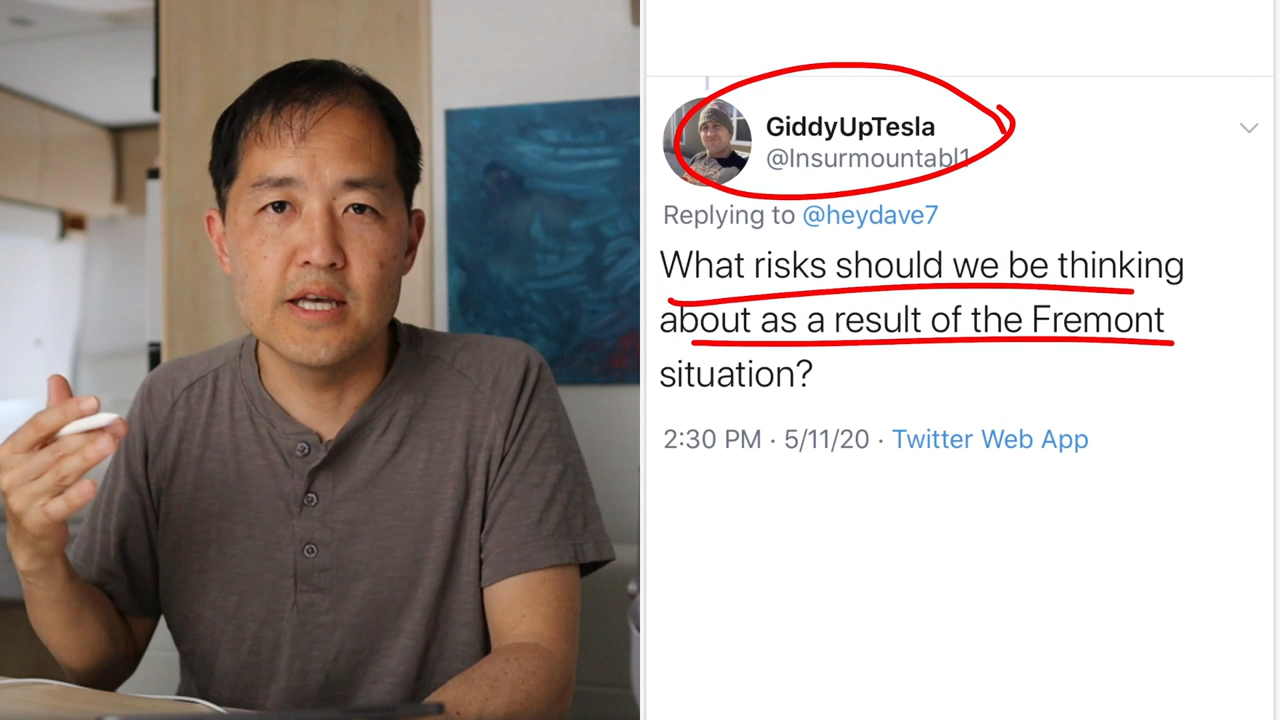 GiddyUpTesla
@Insurmountabl1
Replying to @heydave7
What risks should we be thinking
about as a result of the Fremont
situation?
2:30 PM · 5/11/20 · Twitter Web App